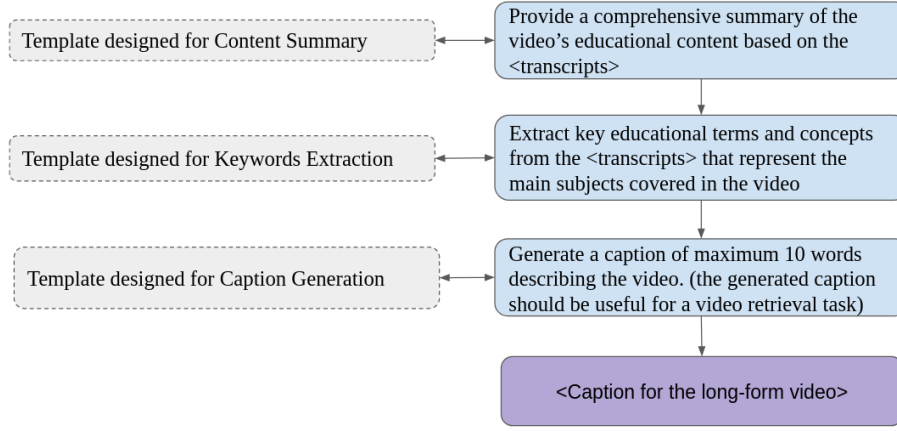 Template designed for Content Summary
Provide a comprehensive summary of the
video's educational content based on the
<transcripts>
Template designed for Keywords Extraction
Extract key educational terms and concepts
from the <transcripts> that represent the
main subjects covered in the video
Template designed for Caption Generation
Generate a caption of maximum 10 words
describing the video. (the generated caption
should be useful for a video retrieval task)
<Caption for the long-form video>